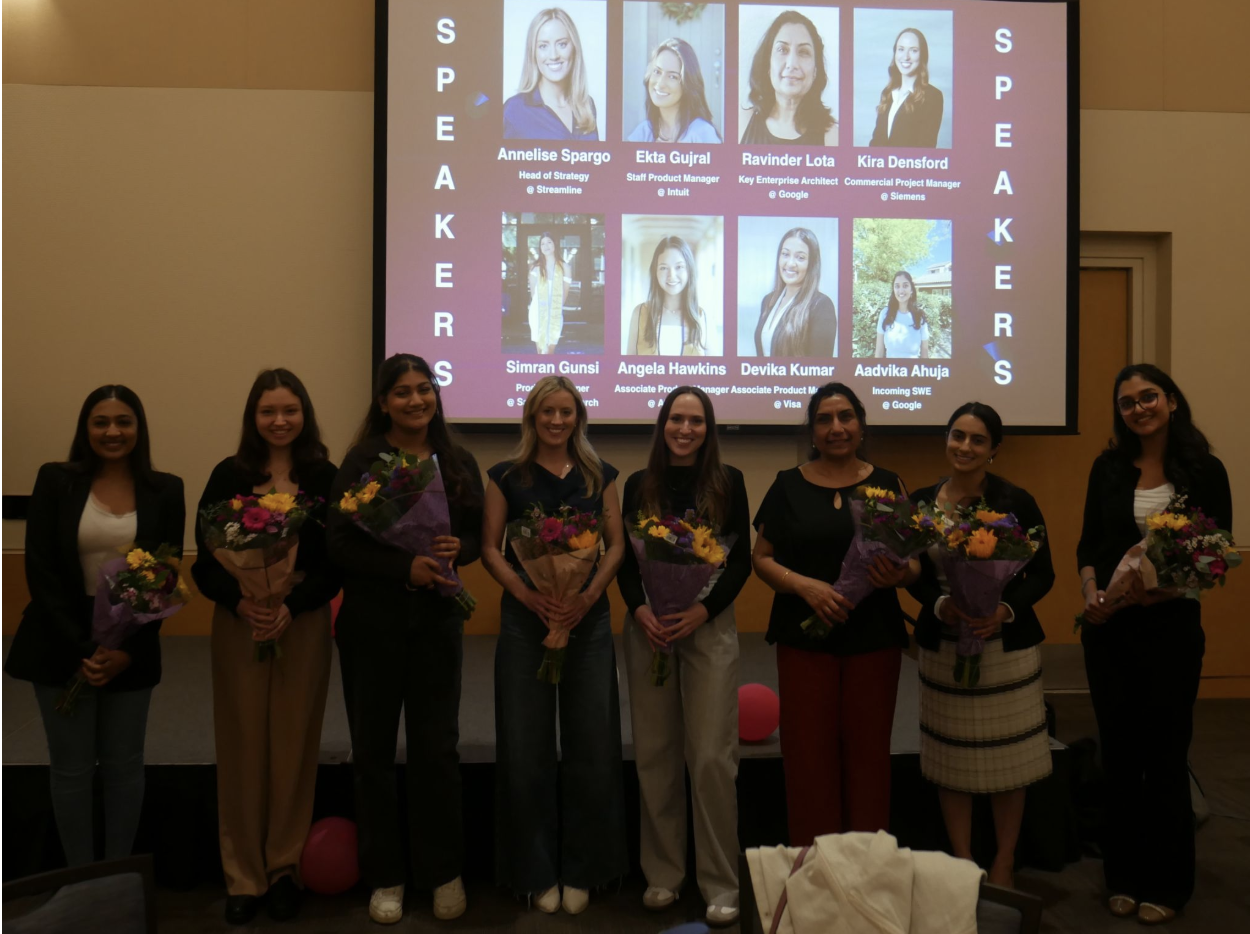 SPEAKERS
SPEAKERS
Annelise Spargo
Head of Strategy
@ Streamline
Ekta Gujral
Staff Product Manager
@ Intuit
Ravinder Lota
Key Enterprise Architect
@ Google
Kira Densford
Commercial Project Manager
@ Siemens
Simran Gunsi
@
Angela Hawkins
Associate Product Manager
@
Devika Kumar
Associate Product
@ Visa
Aadvika Ahuja
Incoming SWE
@ Google